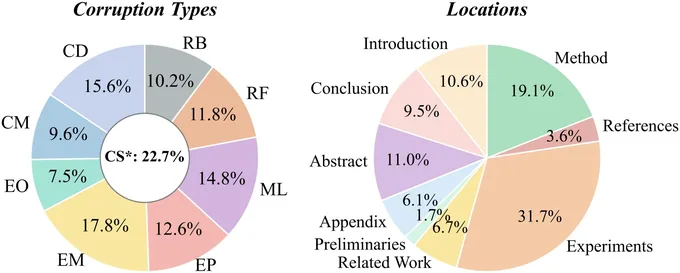 Corruption Types
CD
RB
15.6%
10.2%
RF
11.8%
CM
9.6%
CS*: 22.7%
EO
7.5%
14.8%
ML
17.8%
12.6%
EM
EP
Locations
Introduction
Method
10.6%
19.1%
Conclusion
9.5%
References
3.6%
Abstract
11.0%
Appendix
6.1%
Preliminaries
1.7%
Related Work
6.7%
31.7%
Experiments